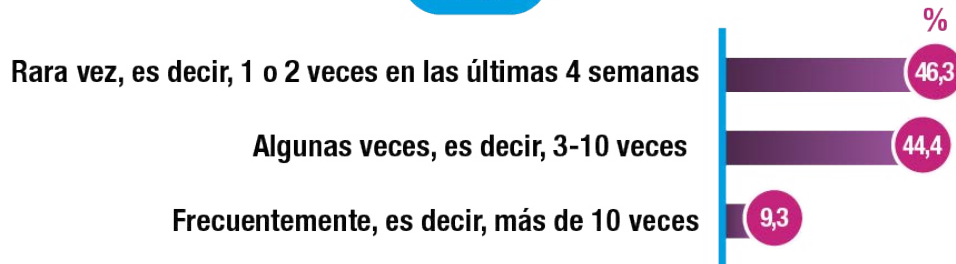 %
Rara vez, es decir, 1 o 2 veces en las últimas 4 semanas 46,3
Algunas veces, es decir, 3-10 veces 44,4
Frecuentemente, es decir, más de 10 veces 9,3